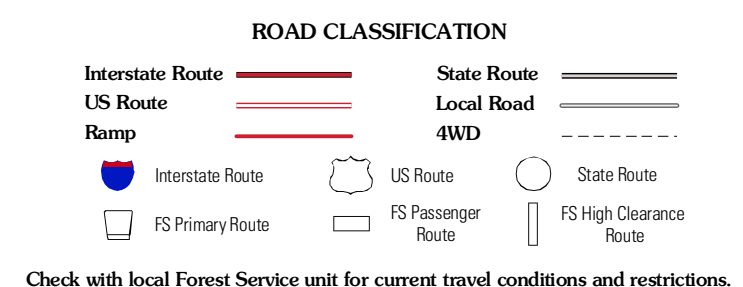 ROAD CLASSIFICATION
Interstate Route
State Route
US Route
Local Road
Ramp
4WD
Interstate Route
US Route
State Route
FS Primary Route
FS Passenger
Route
FS High Clearance
Route
Check with local Forest Service unit for current travel conditions and restrictions.